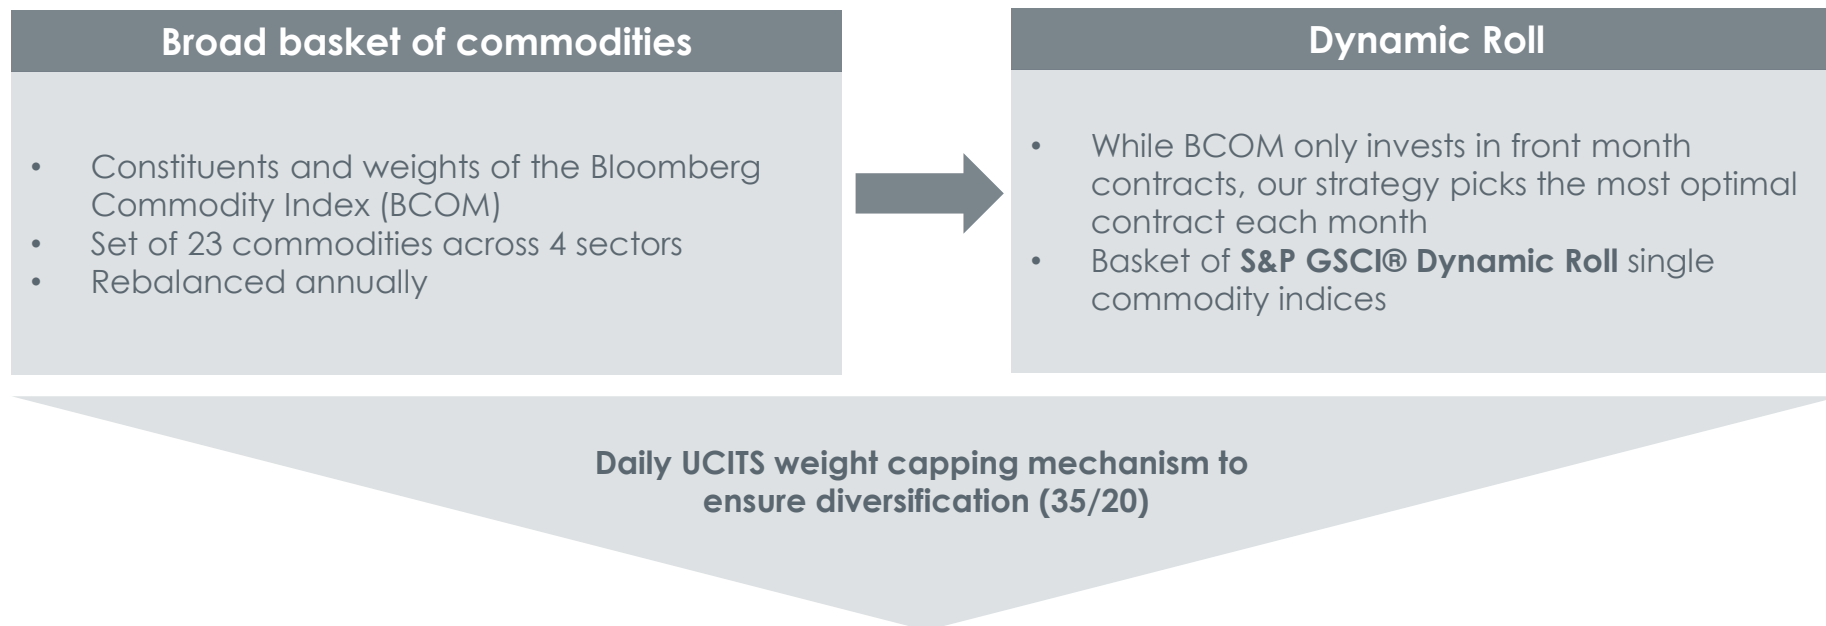 Broad basket of commodities
• Constituents and weights of the Bloomberg
Commodity Index (BCOM)
• Set of 23 commodities across 4 sectors
• Rebalanced annually
Dynamic Roll
• While BCOM only invests in front month
contracts, our strategy picks the most optimal
contract each month
• Basket of S&P GSCI® Dynamic Roll single
commodity indices
Daily UCITS weight capping mechanism to
ensure diversification (35/20)